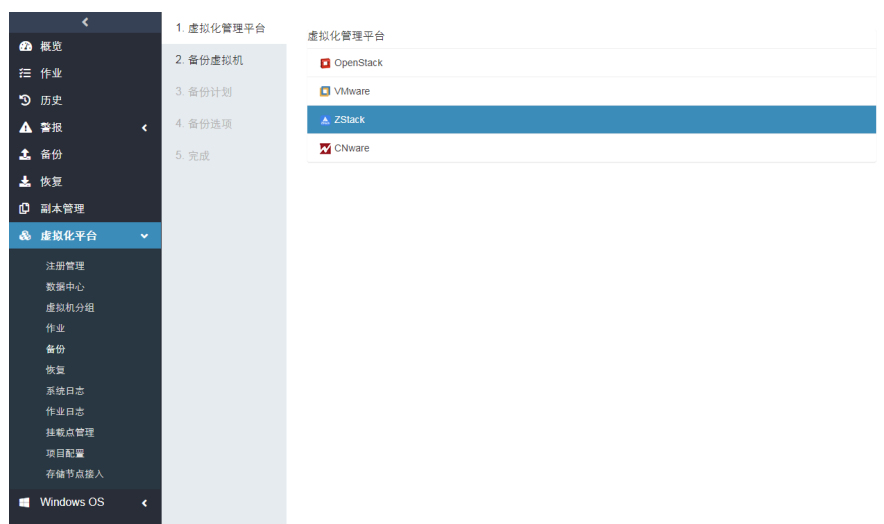 概览
作业
历史
警报
备份
恢复
副本管理
虚拟化平台
注册管理
数据中心
虚拟机分组
作业
备份
恢复
系统日志
作业日志
挂载点管理
项目配置
存储节点接入
Windows OS
1. 虚拟化管理平台
2. 备份虚拟机
3. 备份计划
4. 备份选项
5. 完成
虚拟化管理平台
OpenStack
VMware
ZStack
CNware